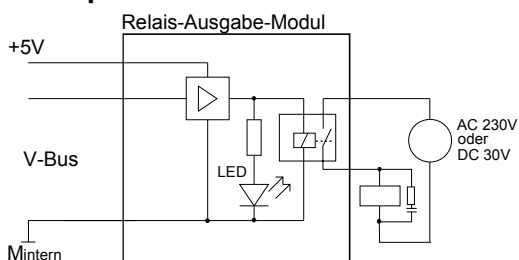 Relais-Ausgabe-Modul
+5V
AC 230V
oder
DC 30V
V-Bus
LED
Mintern